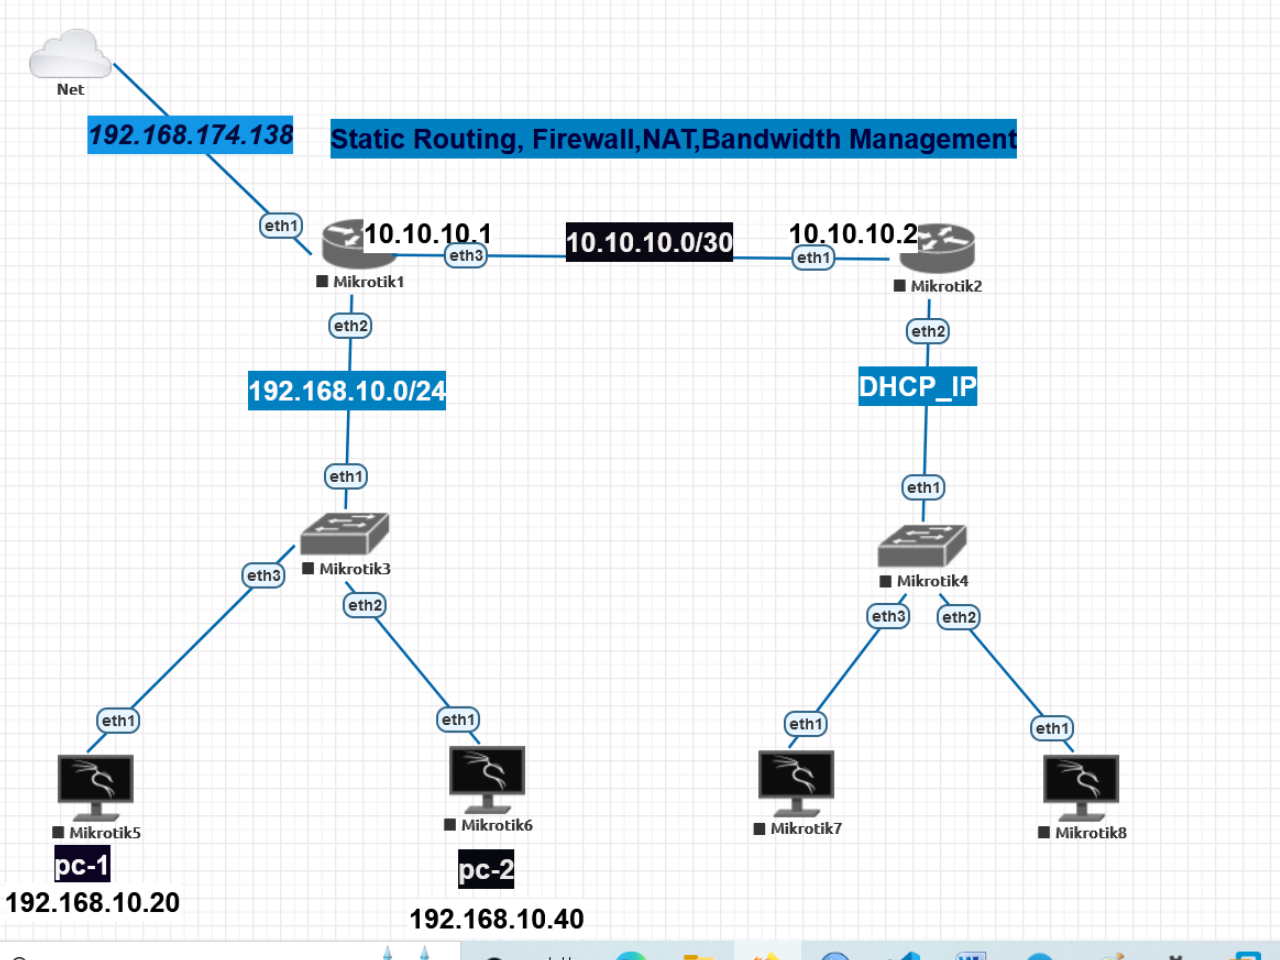 Net
192.168.174.138
Static Routing, Firewall,NAT,Bandwidth Management
eth1
10.10.10.1
eth3
10.10.10.0/30
10.10.10.2
eth1
Mikrotik1
Mikrotik2
eth2
eth2
192.168.10.0/24
DHCP_IP
eth1
eth1
Mikrotik3
Mikrotik4
eth3
eth2
eth3
eth2
eth1
eth1
eth1
eth1
Mikrotik5
Mikrotik6
Mikrotik7
Mikrotik8
pc-1
pc-2
192.168.10.20
192.168.10.40